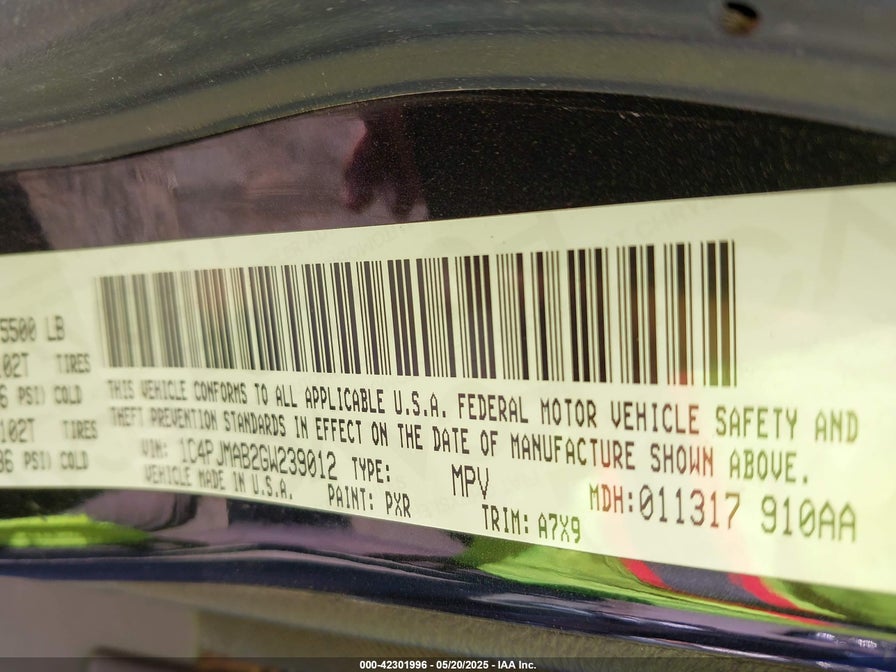 5500 LB
102T TIRES
PSI) COLD
102T TIRES
PSI) COLD
THIS VEHICLE CONFORMS TO ALL APPLICABLE U.S.A. FEDERAL MOTOR VEHICLE SAFETY AND
THEFT PREVENTION STANDARDS IN EFFECT ON THE DATE OF MANUFACTURE SHOWN ABOVE.
VIN: 1C4PJMAB2GW239012 TYPE: MPV MDH:011317 910AA
VEHICLE MADE IN U.S.A. PAINT: PXR TRIM: A7X9
000-42301996 - 05/20/2025 - IAA Inc.